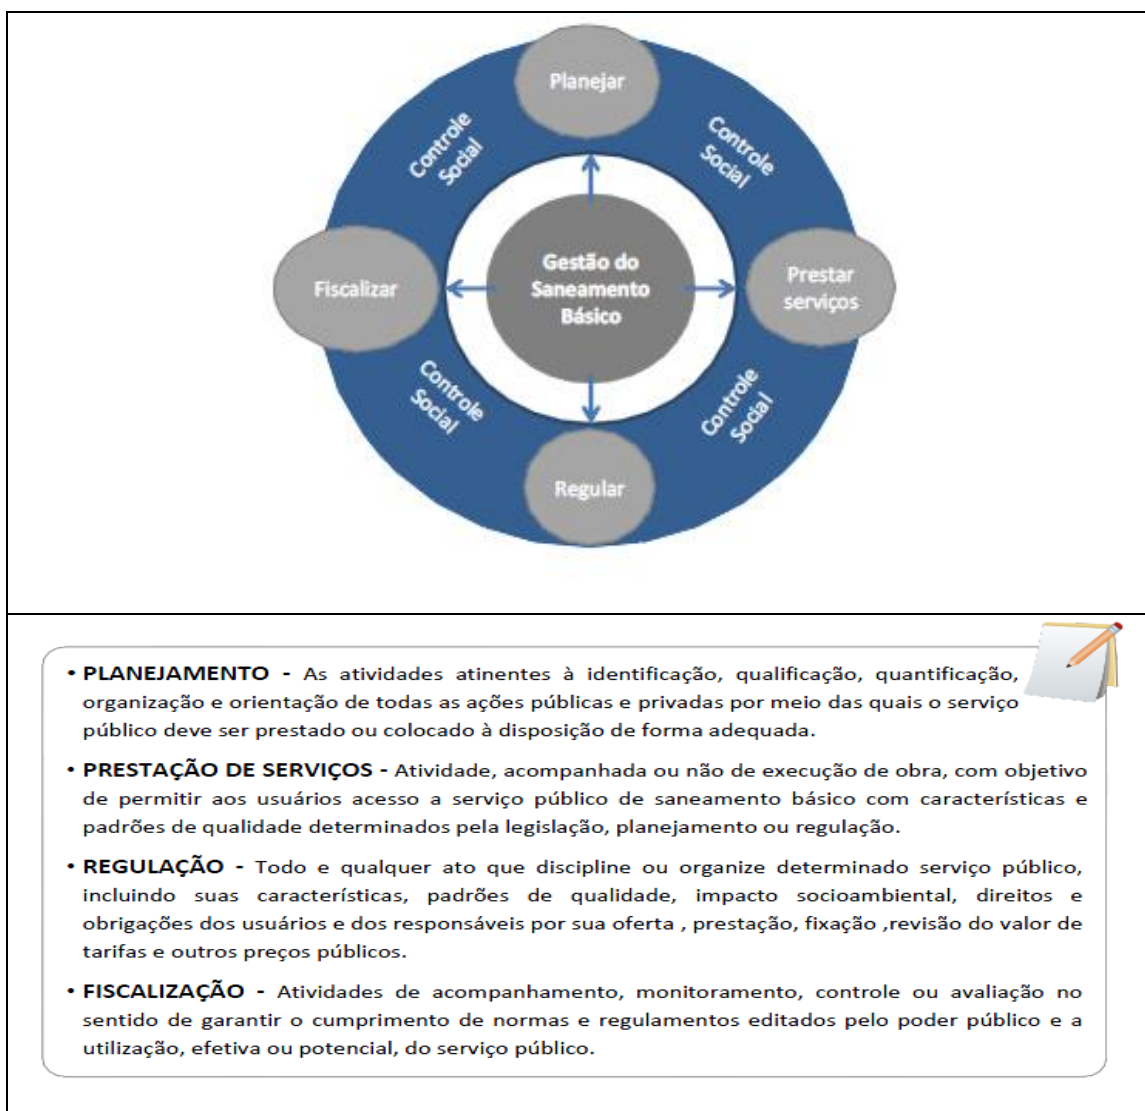 Planejar
Controle
Social
Controle
Social
Fiscalizar
Gestão do
Saneamento
Básico
Prestar
serviços
Controle
Social
Controle
Social
Regular
• PLANEJAMENTO - As atividades atinentes à identificação, qualificação, quantificação,
organização e orientação de todas as ações públicas e privadas por meio das quais o serviço
público deve ser prestado ou colocado à disposição de forma adequada.
• PRESTAÇÃO DE SERVIÇOS - Atividade, acompanhada ou não de execução de obra, com objetivo
de permitir aos usuários acesso a serviço público de saneamento básico com características e
padrões de qualidade determinados pela legislação, planejamento ou regulação.
• REGULAÇÃO - Todo e qualquer ato que discipline ou organize determinado serviço público,
incluindo suas características, padrões de qualidade, impacto socioambiental, direitos e
obrigações dos usuários e dos responsáveis por sua oferta , prestação, fixação ,revisão do valor de
tarifas e outros preços públicos.
• FISCALIZAÇÃO - Atividades de acompanhamento, monitoramento, controle ou avaliação no
sentido de garantir o cumprimento de normas e regulamentos editados pelo poder público e a
utilização, efetiva ou potencial, do serviço público.